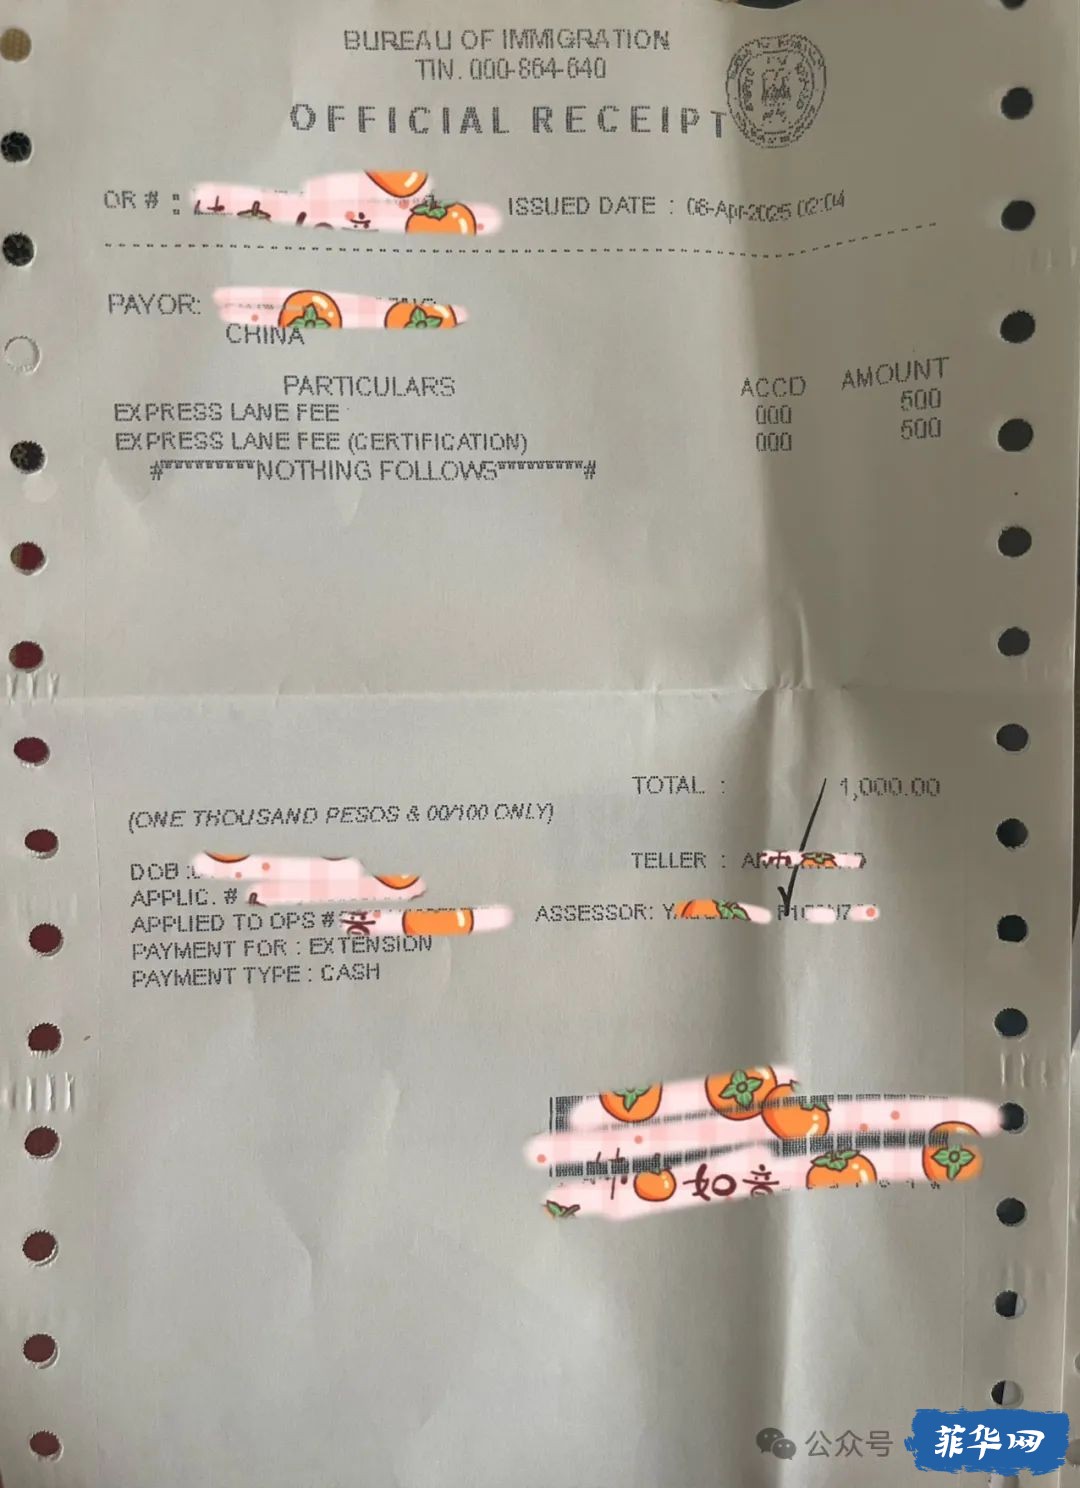 BUREAU OF IMMIGRATION
TIN. 000-864-640
OFFICIAL RECEIPT
OR # : ISSUED DATE : 08-Apr-2025 02:04
PAYOR:
CHINA
PARTICULARS ACCD AMOUNT
EXPRESS LANE FEE 000 500
EXPRESS LANE FEE (CERTIFICATION) 000 500
#"""""""""NOTHING FOLLOWS"""""""""#
TOTAL : 1,000.00
(ONE THOUSAND PESOS & 00/100 ONLY)
DOB : TELLER :
APPLIC. #
APPLIED TO OPS # ASSESSOR:
PAYMENT FOR : EXTENSION
PAYMENT TYPE : CASH
如意
公众号 菲华网